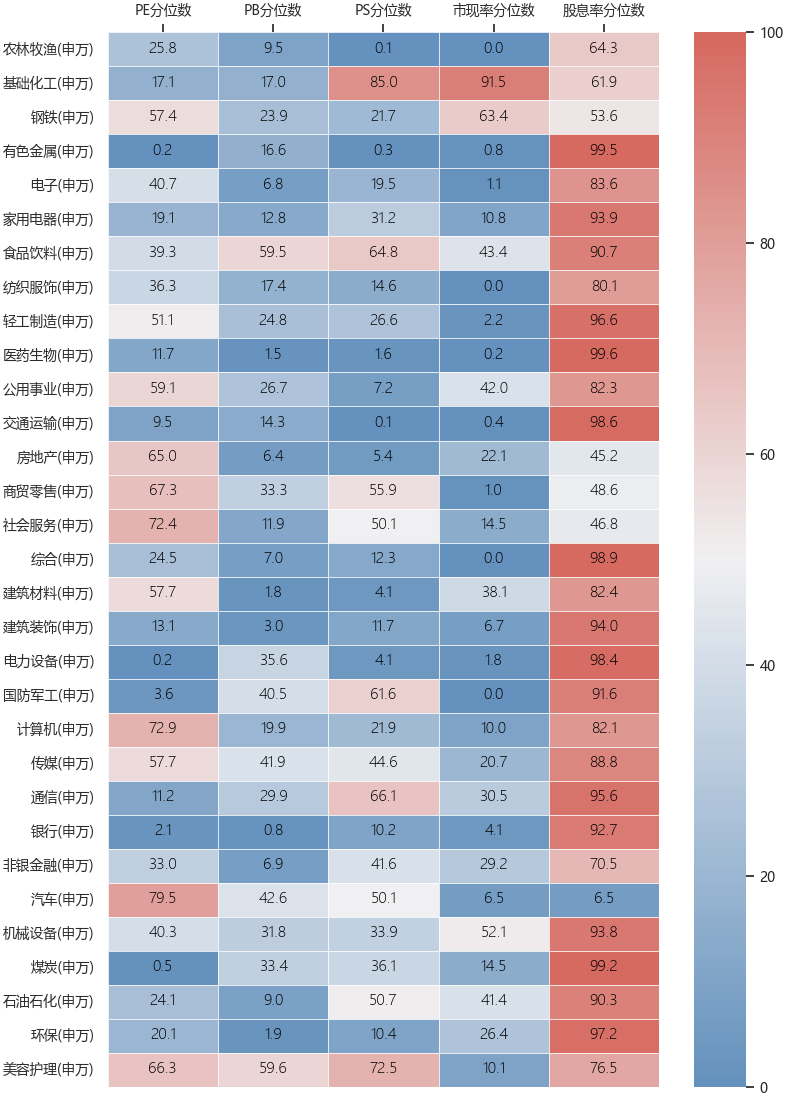 PE分位数 PB分位数 PS分位数 市现率分位数 股息率分位数
农林牧渔(申万) 25.8 9.5 0.1 0.0 64.3
基础化工(申万) 17.1 17.0 85.0 91.5 61.9
钢铁(申万) 57.4 23.9 21.7 63.4 53.6
有色金属(申万) 0.2 16.6 0.3 0.8 99.5
电子(申万) 40.7 6.8 19.5 1.1 83.6
家用电器(申万) 19.1 12.8 31.2 10.8 93.9
食品饮料(申万) 39.3 59.5 64.8 43.4 90.7
纺织服饰(申万) 36.3 17.4 14.6 0.0 80.1
轻工制造(申万) 51.1 24.8 26.6 2.2 96.6
医药生物(申万) 11.7 1.5 1.6 0.2 99.6
公用事业(申万) 59.1 26.7 7.2 42.0 82.3
交通运输(申万) 9.5 14.3 0.1 0.4 98.6
房地产(申万) 65.0 6.4 5.4 22.1 45.2
商贸零售(申万) 67.3 33.3 55.9 1.0 48.6
社会服务(申万) 72.4 11.9 50.1 14.5 46.8
综合(申万) 24.5 7.0 12.3 0.0 98.9
建筑材料(申万) 57.7 1.8 4.1 38.1 82.4
建筑装饰(申万) 13.1 3.0 11.7 6.7 94.0
电力设备(申万) 0.2 35.6 4.1 1.8 98.4
国防军工(申万) 3.6 40.5 61.6 0.0 91.6
计算机(申万) 72.9 19.9 21.9 10.0 82.1
传媒(申万) 57.7 41.9 44.6 20.7 88.8
通信(申万) 11.2 29.9 66.1 30.5 95.6
银行(申万) 2.1 0.8 10.2 4.1 92.7
非银金融(申万) 33.0 6.9 41.6 29.2 70.5
汽车(申万) 79.5 42.6 50.1 6.5 6.5
机械设备(申万) 40.3 31.8 33.9 52.1 93.8
煤炭(申万) 0.5 33.4 36.1 14.5 99.2
石油石化(申万) 24.1 9.0 50.7 41.4 90.3
环保(申万) 20.1 1.9 10.4 26.4 97.2
美容护理(申万) 66.3 59.6 72.5 10.1 76.5
100
80
60
40
20
0